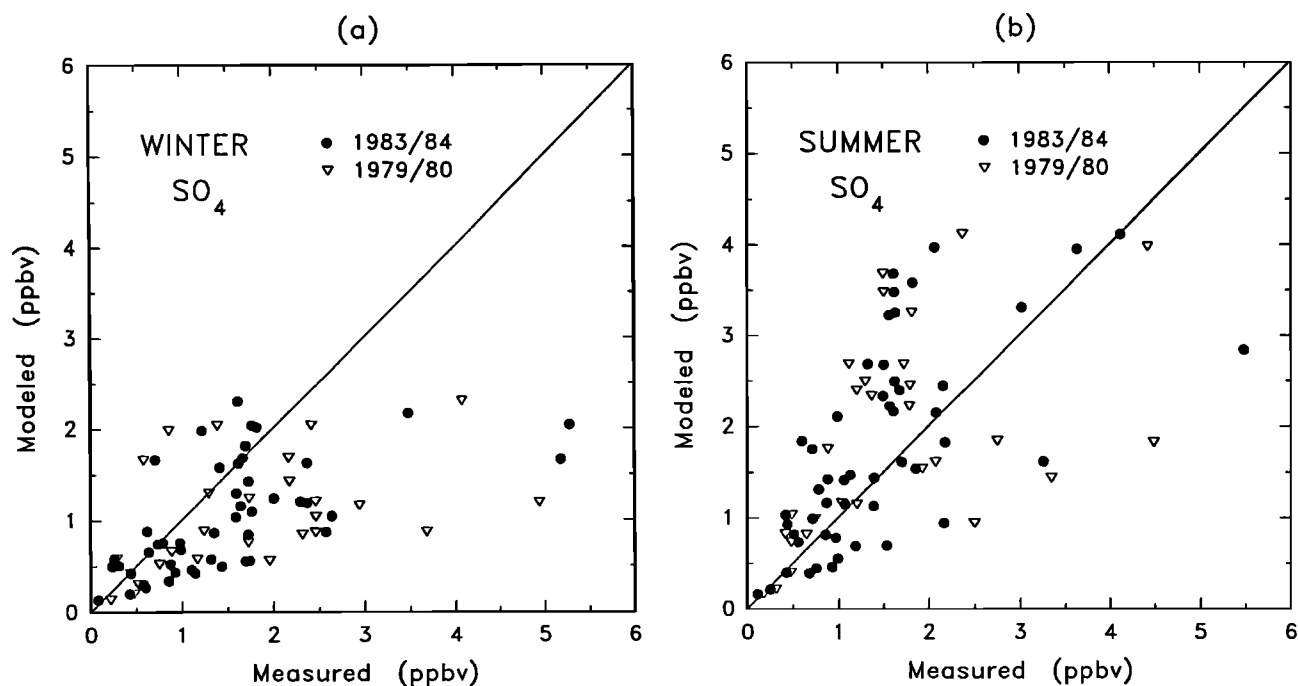 (a)
WINTER
SO4
1983/84
1979/80
6
5
4
3
2
1
0
Modeled (ppbv)
0 1 2 3 4 5 6
Measured (ppbv)
(b)
SUMMER
SO4
1983/84
1979/80
6
5
4
3
2
1
0
Modeled (ppbv)
0 1 2 3 4 5 6
Measured (ppbv)